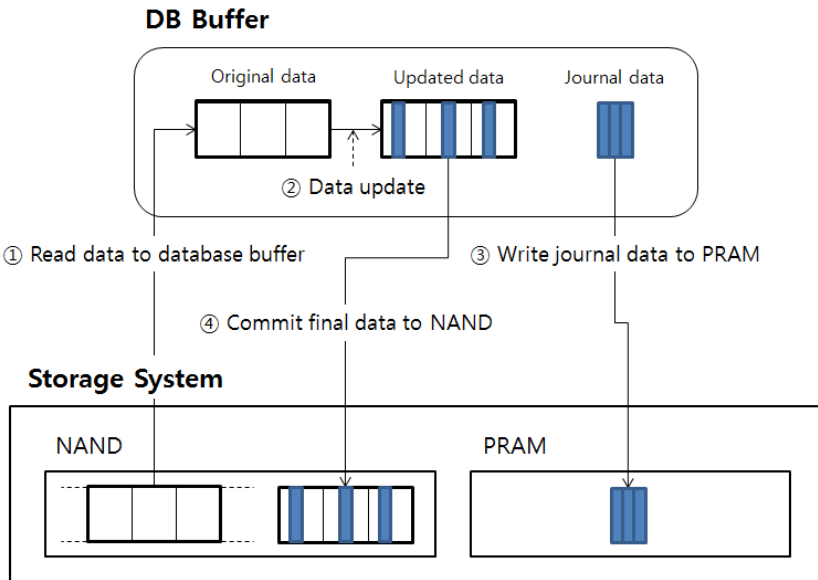 DB Buffer
Original data
Updated data
Journal data
② Data update
① Read data to database buffer
③ Write journal data to PRAM
④ Commit final data to NAND
Storage System
NAND
PRAM